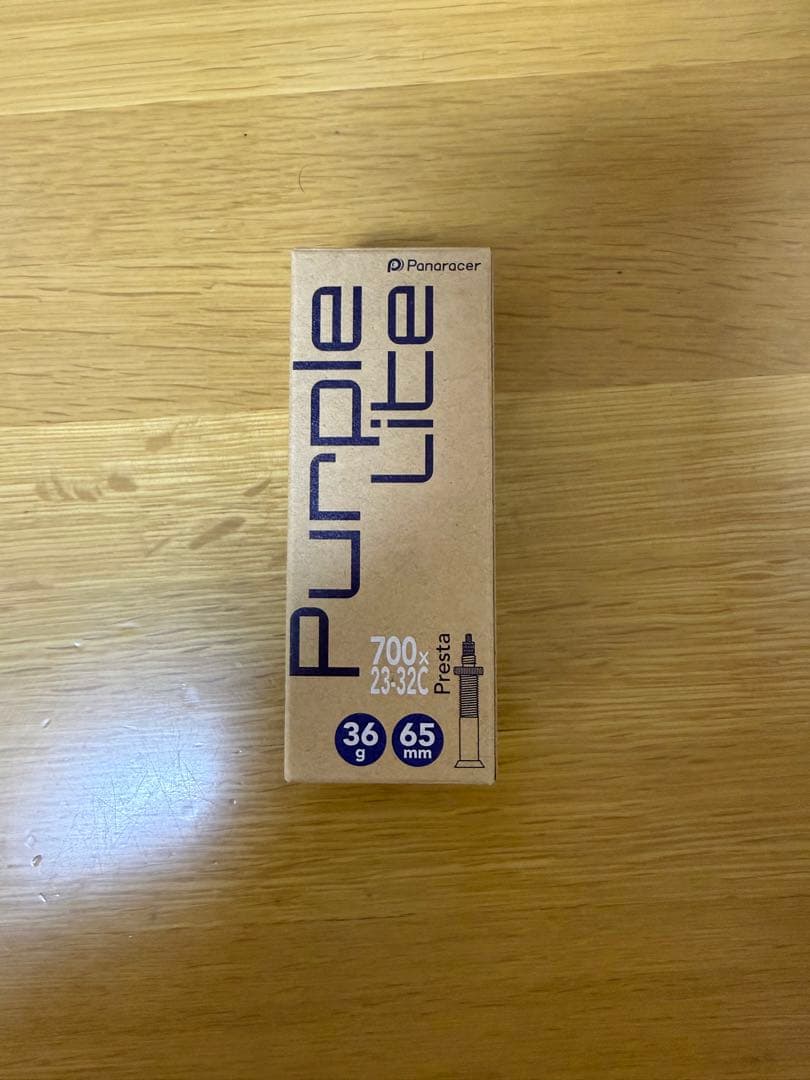 Panaracer
Purple
Lite
700x
23-32C
Presta
36
g
65
mm